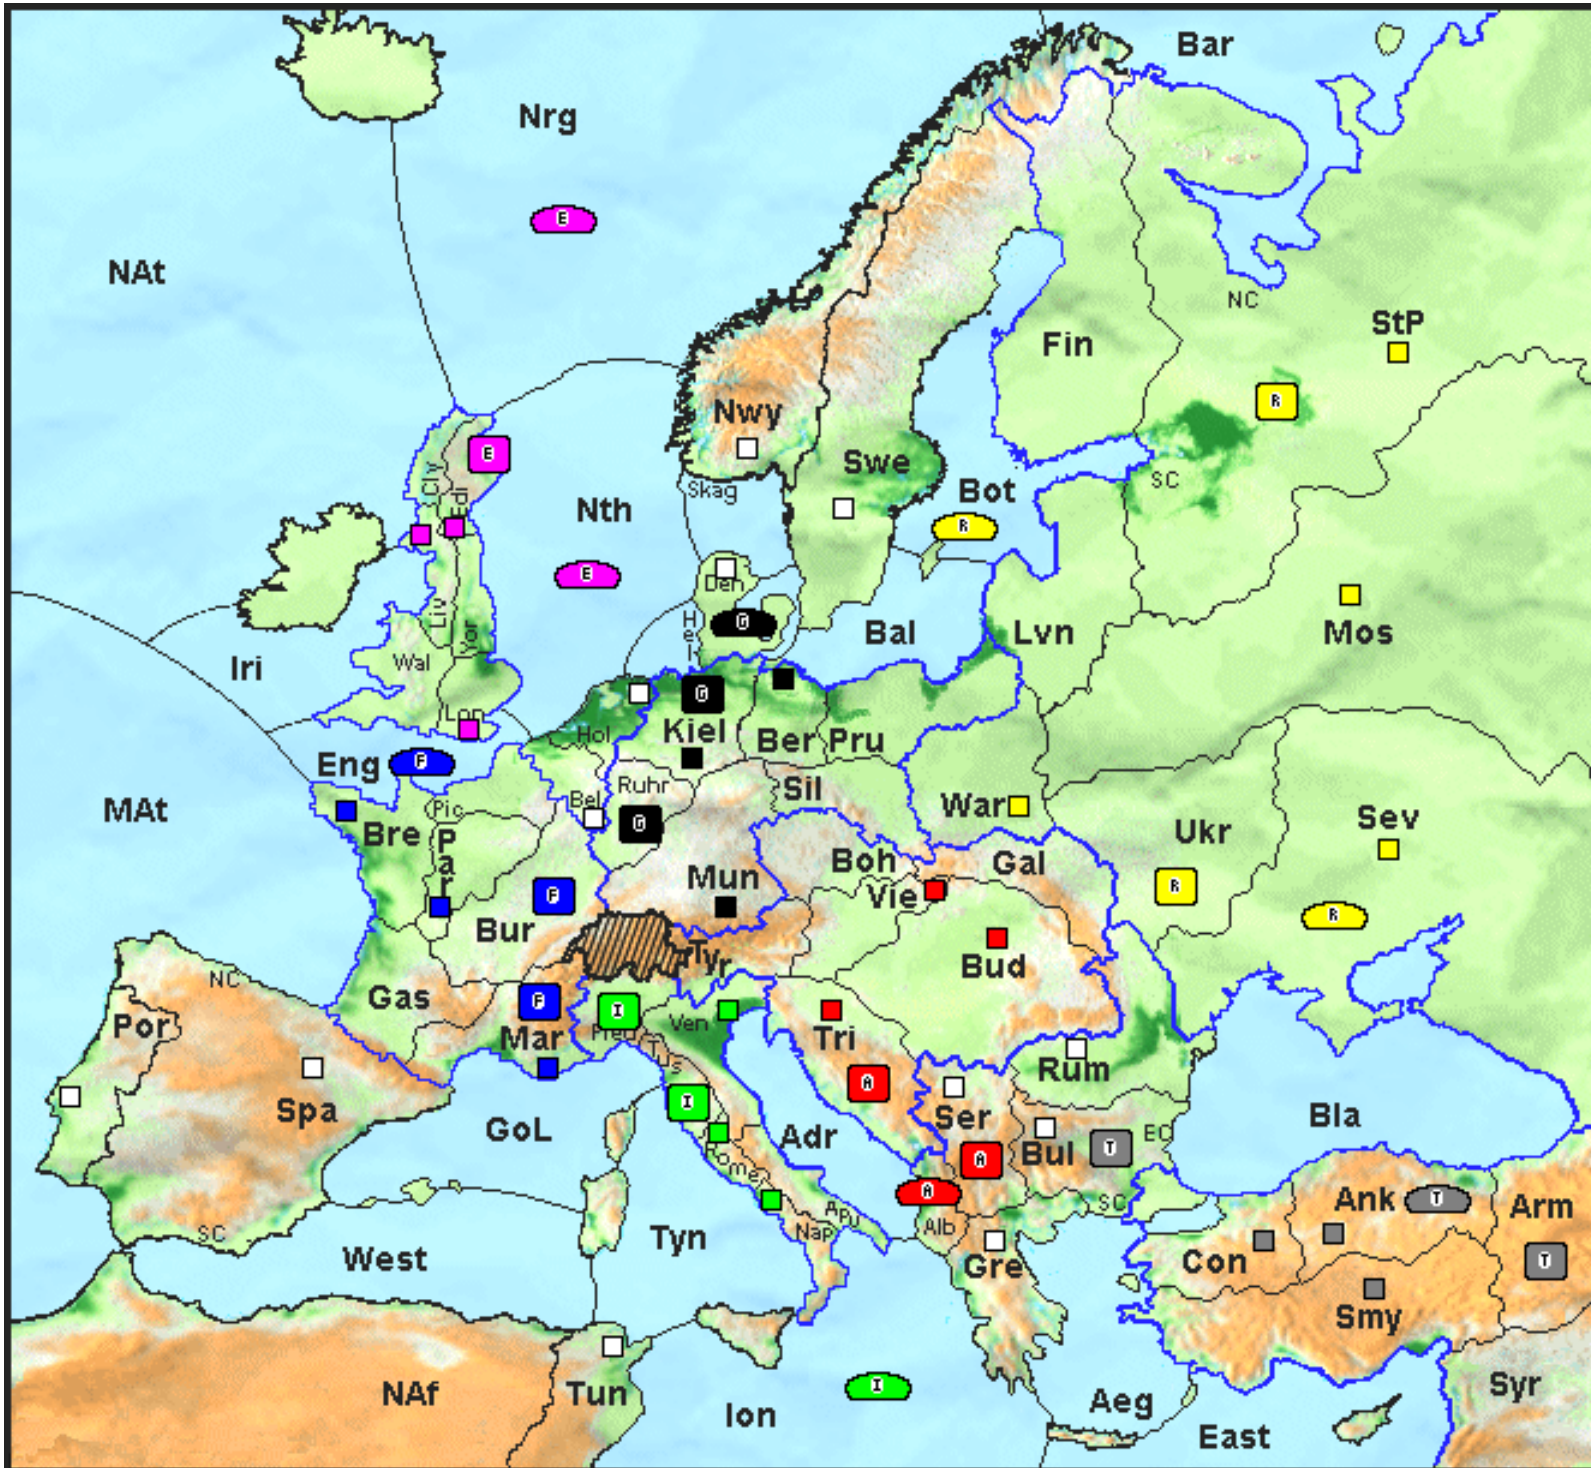 Bar
Nrg
E
NAt
NC
StP
Fin
R
Nwy
E
Cly
Edi
Swe
SC
Skag
Bot
Nth
R
E
Den
Mos
G
Hel
Liv
Yor
Bal
Lvn
Wal
Iri
G
Lon
Kiel
Hol
Ber
Pru
Eng
F
Ruhr
Sil
War
MAt
Pic
Bel
Bre
Par
G
Ukr
Sev
Boh
Gal
Mun
Vie
R
F
R
Bur
Tyr
Bud
NC
Gas
F
I
Por
Mar
Pied
Ven
Tri
Tus
Rum
A
Spa
I
Ser
GoL
Adr
Bul
EC
Bla
T
Rome
A
A
Ank
T
SC
Arm
Apu
Alb
SC
Nap
Tyn
West
Gre
Con
T
Smy
I
NAf
Tun
Syr
Aeg
Ion
East